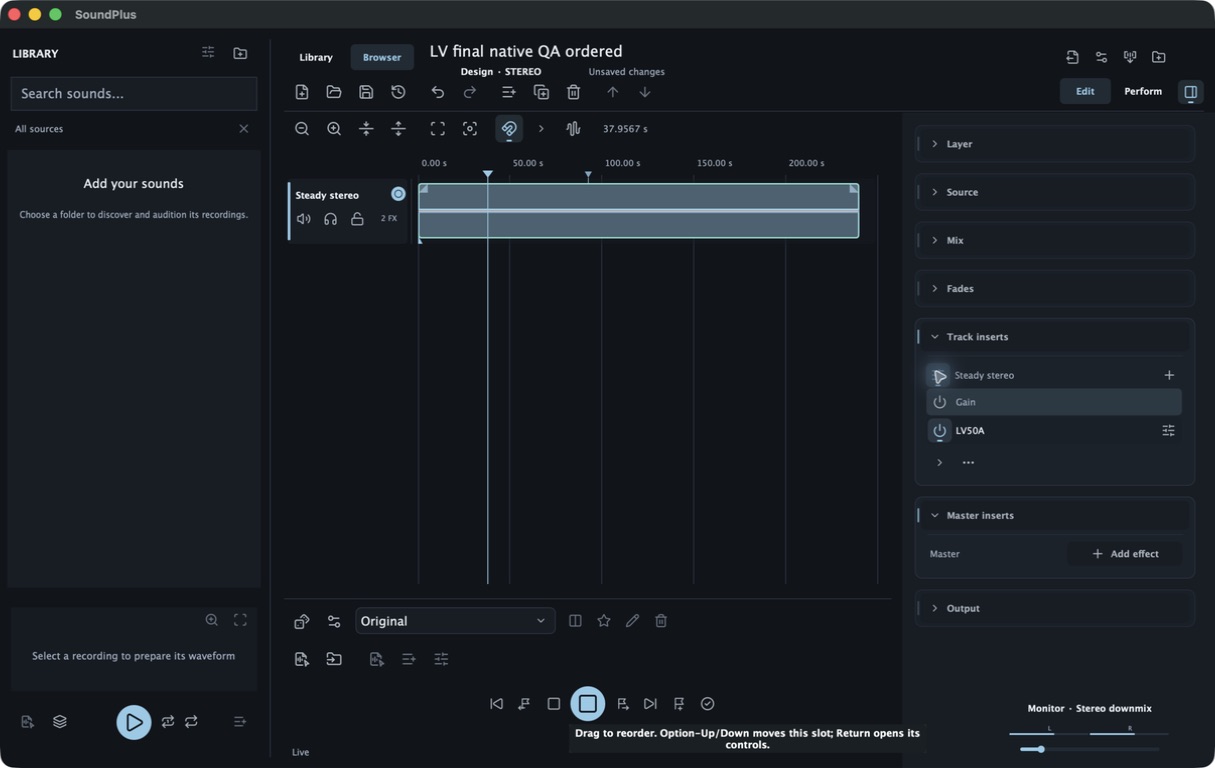 SoundPlus
LIBRARY
Search sounds...
All sources
Add your sounds
Choose a folder to discover and audition its recordings.
Select a recording to prepare its waveform
Library
Browser
LV final native QA ordered
Design · STEREO
Unsaved changes
Edit
Perform
37.9567 s
0.00 s
50.00 s
100.00 s
150.00 s
200.00 s
Steady stereo
2 FX
Original
Drag to reorder. Option-Up/Down moves this slot; Return opens its
controls.
Live
Layer
Source
Mix
Fades
Track inserts
Steady stereo
Gain
LV50A
Master inserts
Master
Add effect
Output
Monitor · Stereo downmix
L
R